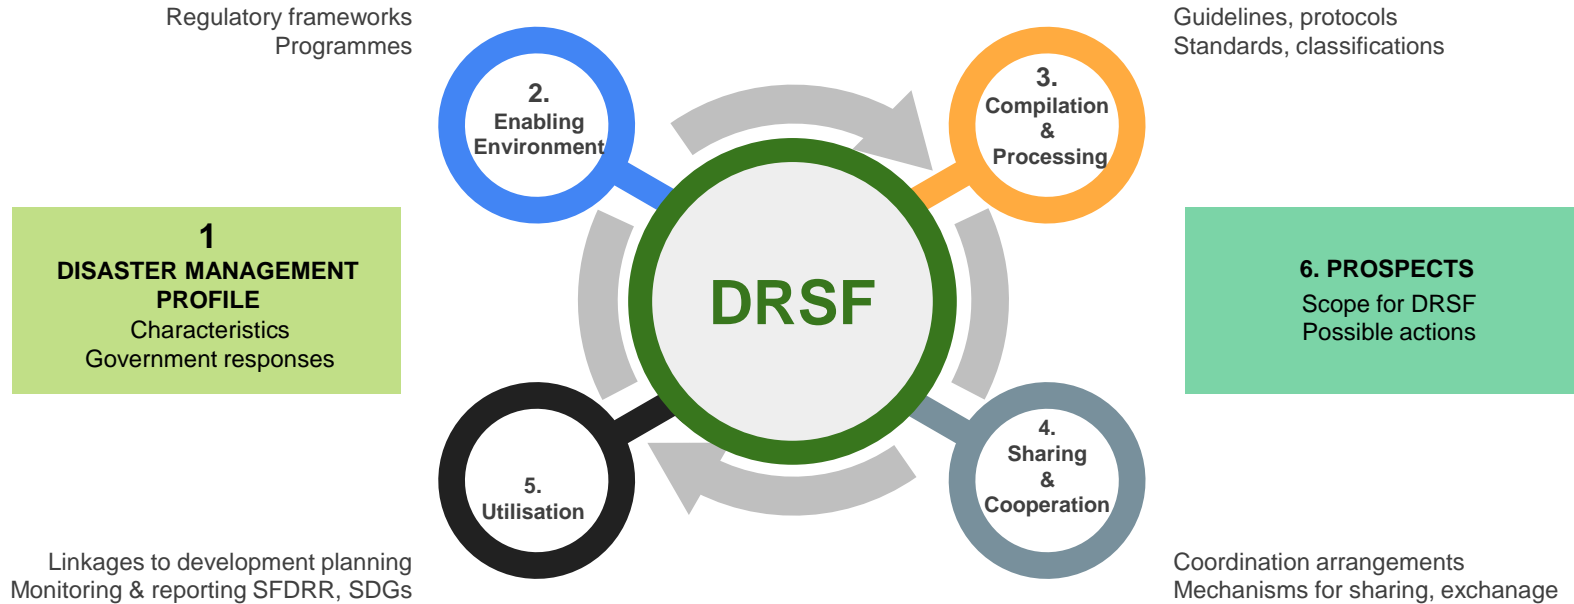 Regulatory frameworks
Programmes
2.
Enabling
Environment
3.
Compilation
&
Processing
Guidelines, protocols
Standards, classifications
1
DISASTER MANAGEMENT
PROFILE
Characteristics
Government responses
DRSF
6. PROSPECTS
Scope for DRSF
Possible actions
5.
Utilisation
4.
Sharing
&
Cooperation
Linkages to development planning
Monitoring & reporting SFDRR, SDGs
Coordination arrangements
Mechanisms for sharing, exchanage